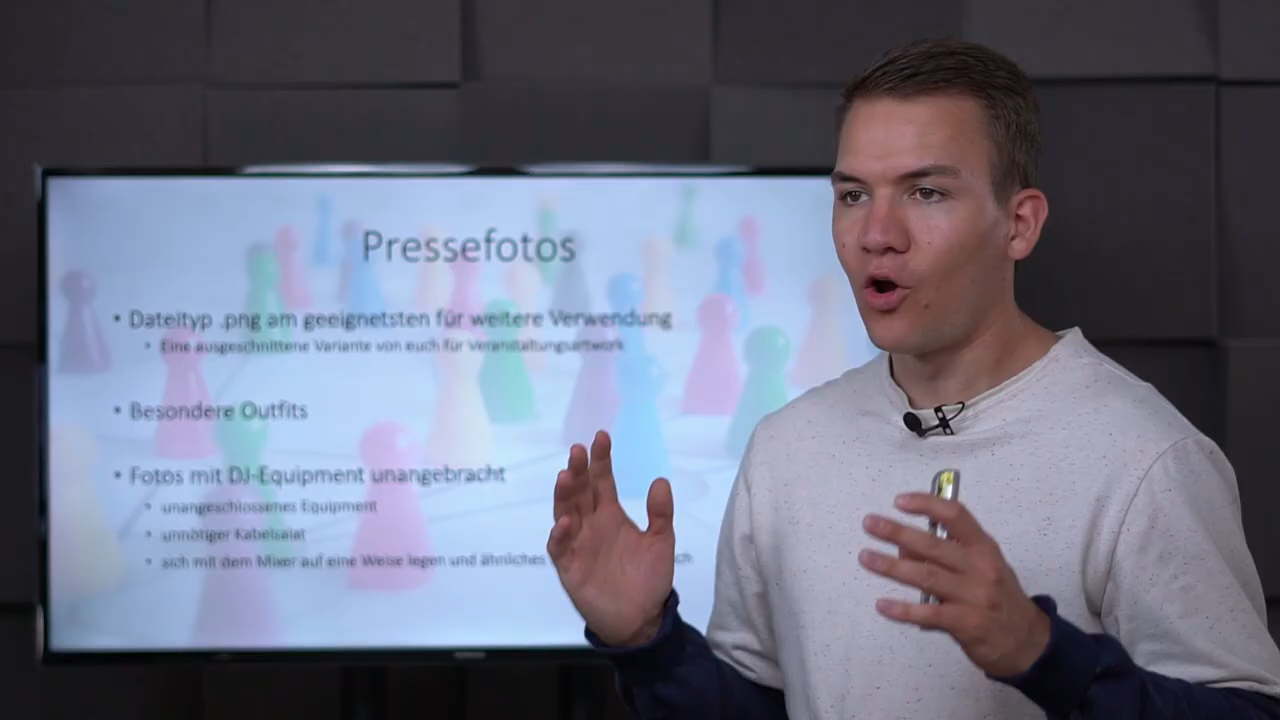 Pressefotos
• Dateityp .png am geeignetsten für weitere Verwendung
• Eine ausgeschnittene Variante von euch für Veranstaltungsartwork
• Besondere Outfits
• Fotos mit DJ-Equipment unangebracht
• unangeschlossenes Equipment
• unnötiger Kabelsalat
• sich mit dem Mixer auf eine Weise legen und ähnliches